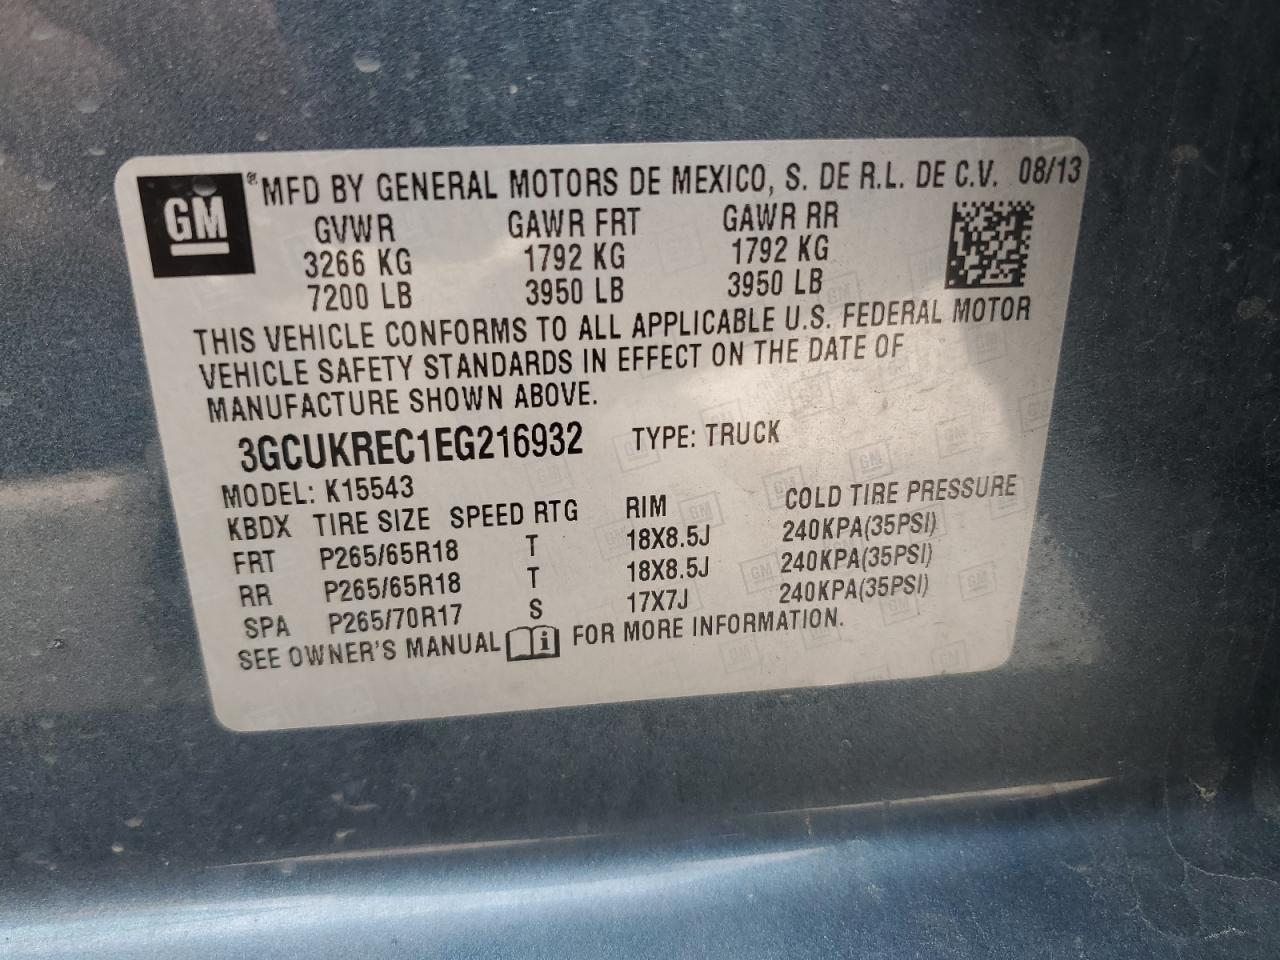 GM ® MFD BY GENERAL MOTORS DE MEXICO, S. DE R.L. DE C.V. 08/13
GVWR GAWR FRT GAWR RR
3266 KG 1792 KG 1792 KG
7200 LB 3950 LB 3950 LB
THIS VEHICLE CONFORMS TO ALL APPLICABLE U.S. FEDERAL MOTOR
VEHICLE SAFETY STANDARDS IN EFFECT ON THE DATE OF
MANUFACTURE SHOWN ABOVE.
3GCUKREC1EG216932 TYPE: TRUCK
MODEL: K15543
KBDX TIRE SIZE SPEED RTG RIM COLD TIRE PRESSURE
FRT P265/65R18 T 18X8.5J 240KPA(35PSI)
RR P265/65R18 T 18X8.5J 240KPA(35PSI)
SPA P265/70R17 S 17X7J 240KPA(35PSI)
SEE OWNER'S MANUAL i FOR MORE INFORMATION.